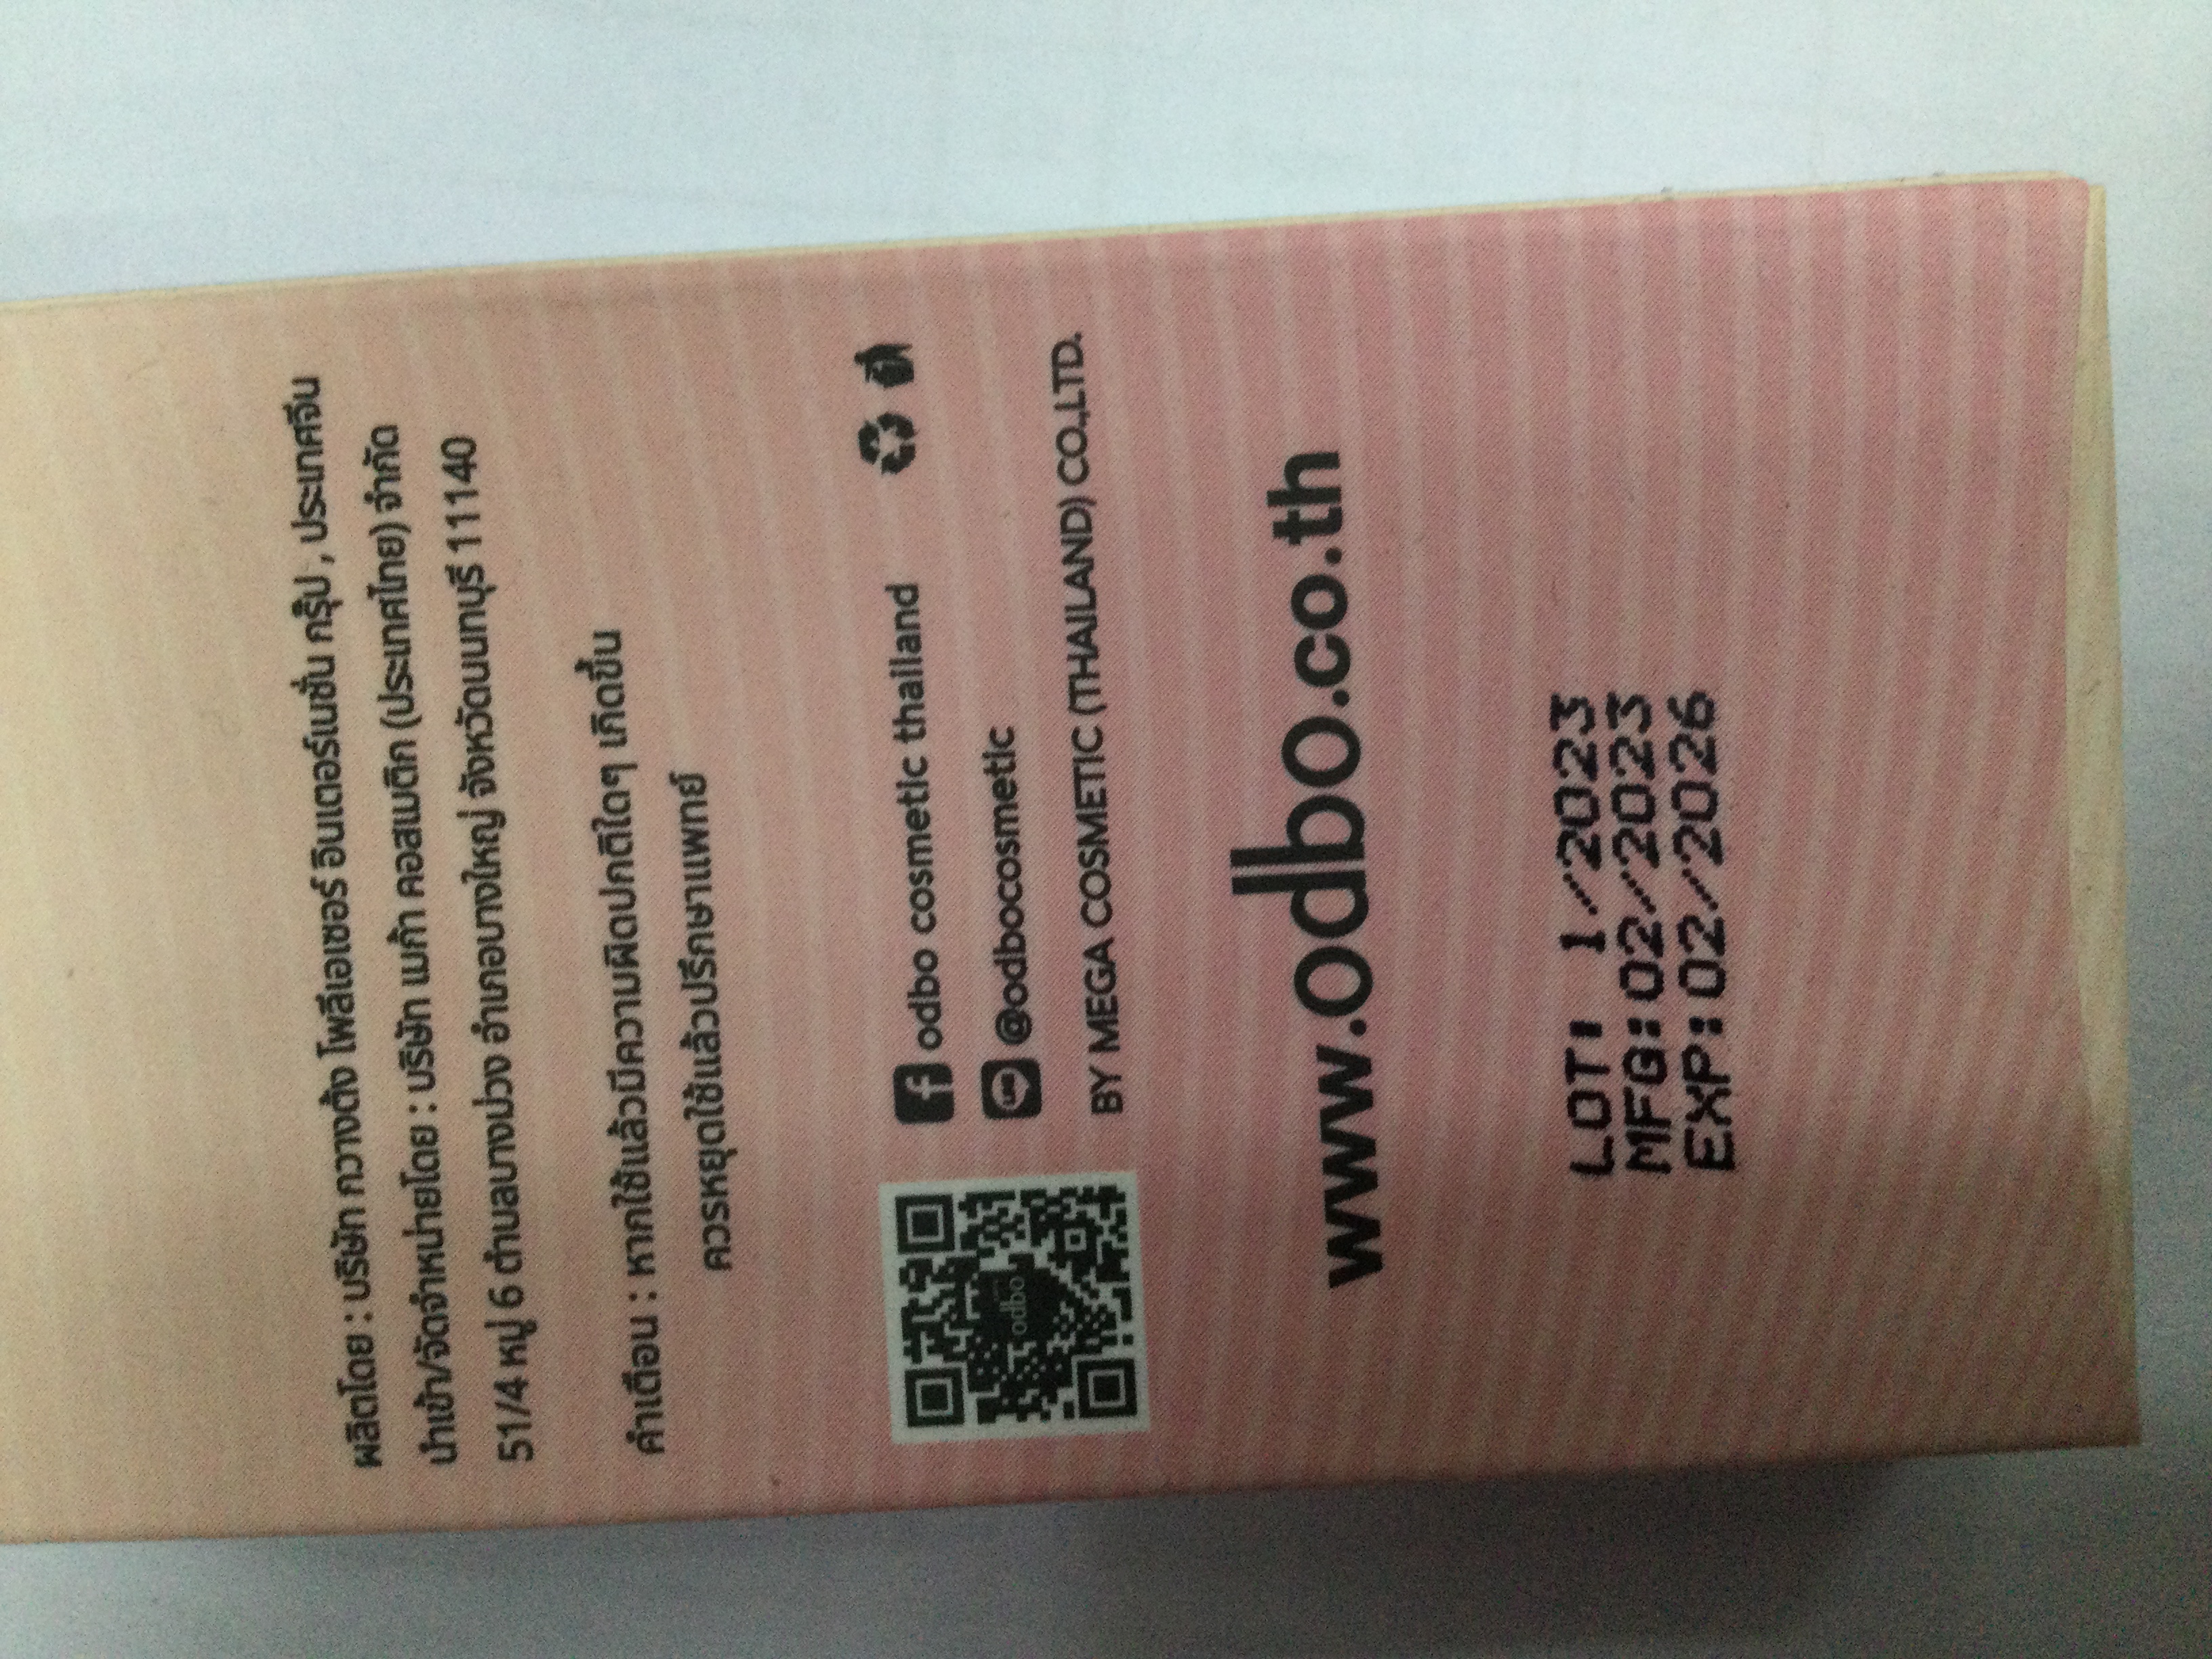 ผลิตโดย : บริษัท กวางตั้ง โพลีเอเซอร์ อินเตอร์เนชั่น กรุ๊ป , ประเทศจีน
นำเข้า/จัดจำหน่ายโดย : บริษัท เมก้า คอสเมติก (ประเทศไทย) จำกัด
51/4 หมู่ 6 ตำบลบางม่วง อำเภอบางใหญ่ จังหวัดนนทบุรี 11140
คำเตือน : หากใช้แล้วมีความผิดปกติใดๆ เกิดขึ้น
ควรหยุดใช้แล้วปรึกษาแพทย์
odbo cosmetic thailand
@odbocosmetic
BY MEGA COSMETIC (THAILAND) CO.,LTD.
odbo
www.odbo.co.th
LOT: 1/2023
MFG:02/2023
EXP:02/2026